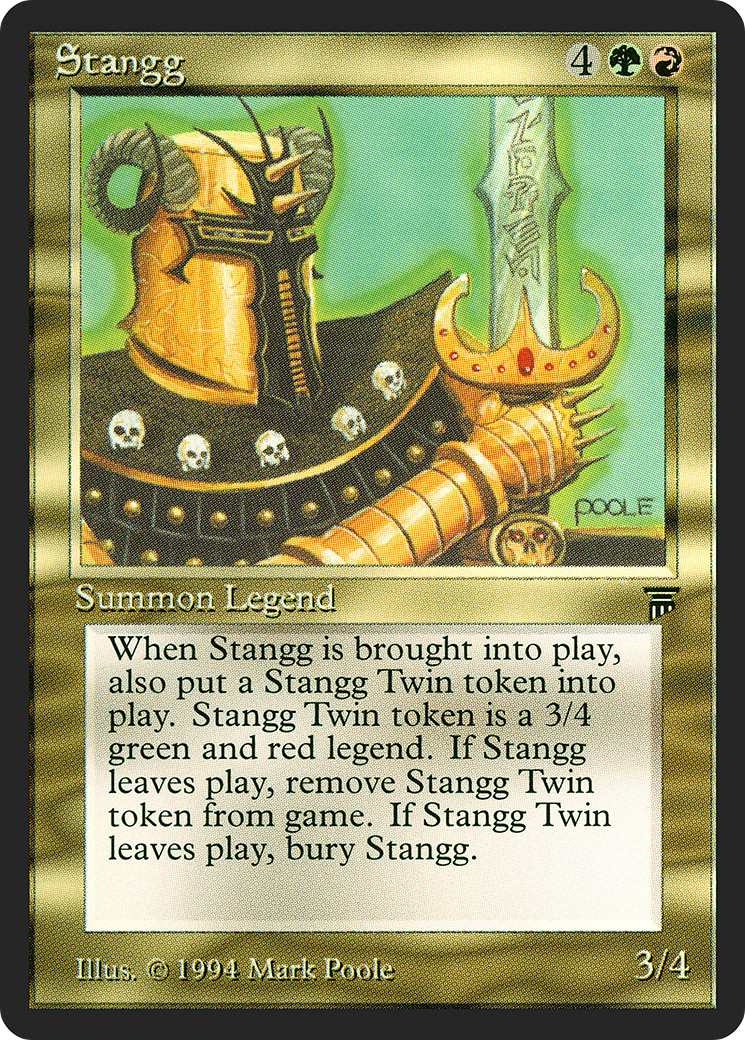 Stangg 4
POOLE
Summon Legend
When Stangg is brought into play,
also put a Stangg Twin token into
play. Stangg Twin token is a 3/4
green and red legend. If Stangg
leaves play, remove Stangg Twin
token from game. If Stangg Twin
leaves play, bury Stangg.
Illus. © 1994 Mark Poole 3/4